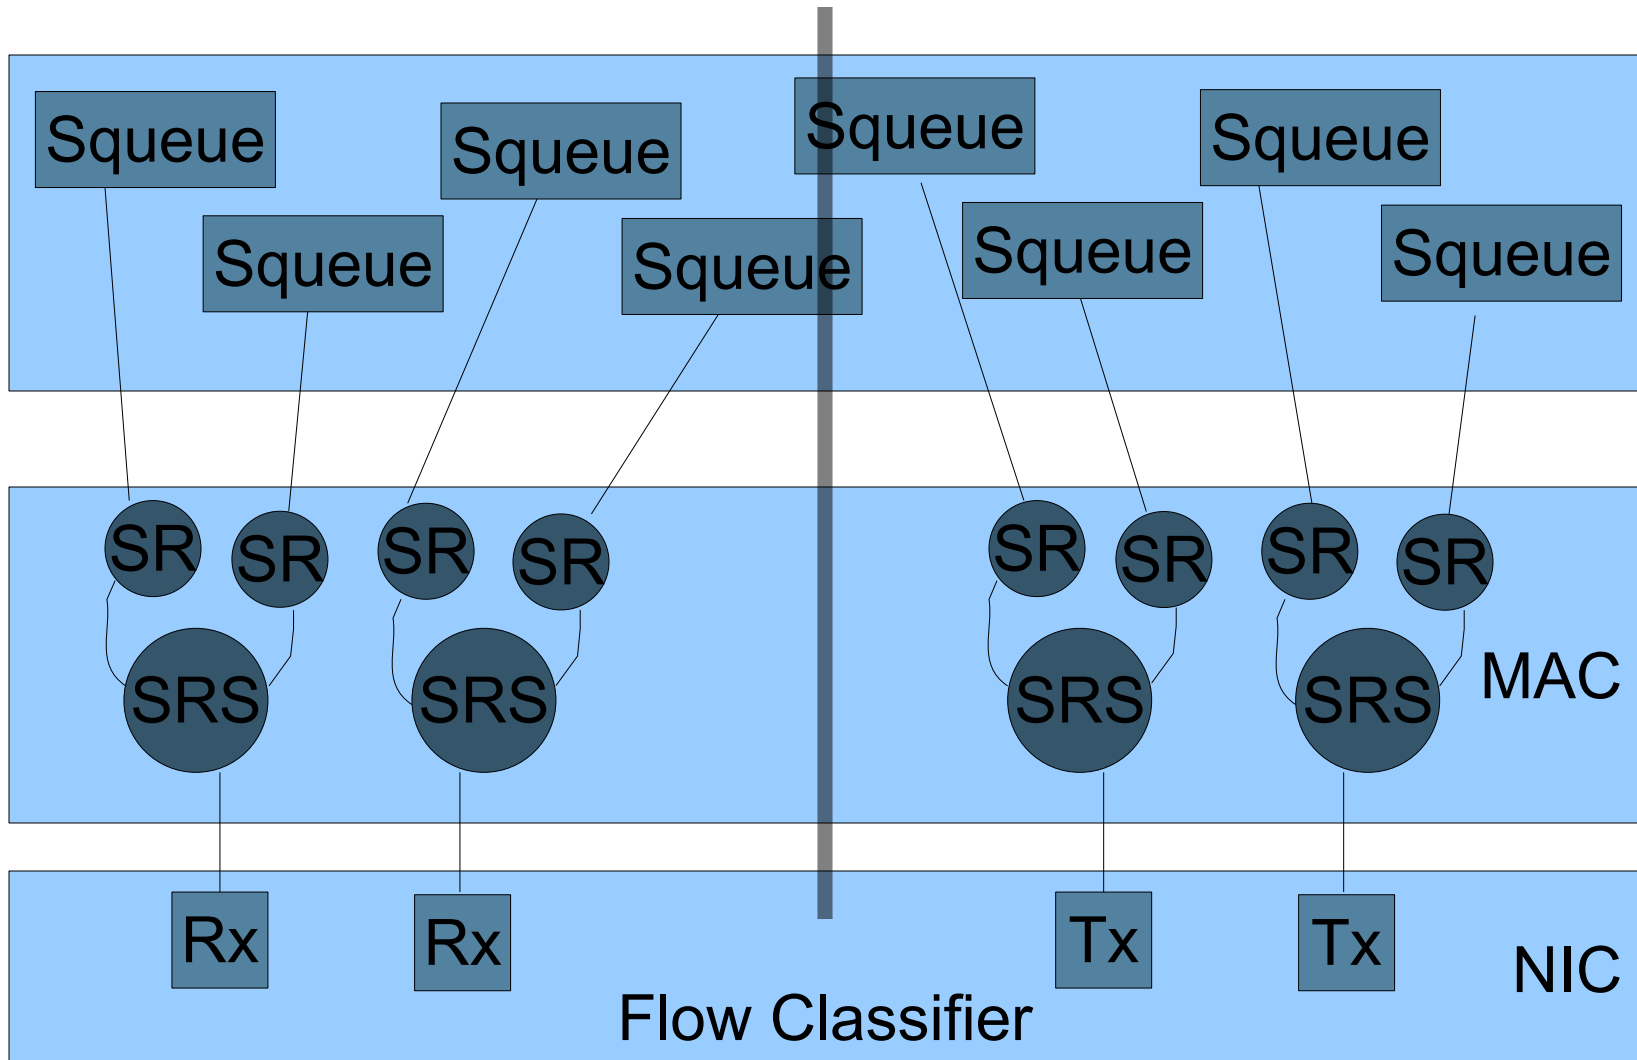 Squeue
Squeue
Squeue
Squeue
Squeue
Squeue
Squeue
Squeue
SR
SR
SR
SR
SR
SR
SR
SR
SRS
SRS
SRS
SRS
MAC
Rx
Rx
Tx
Tx
NIC
Flow Classifier